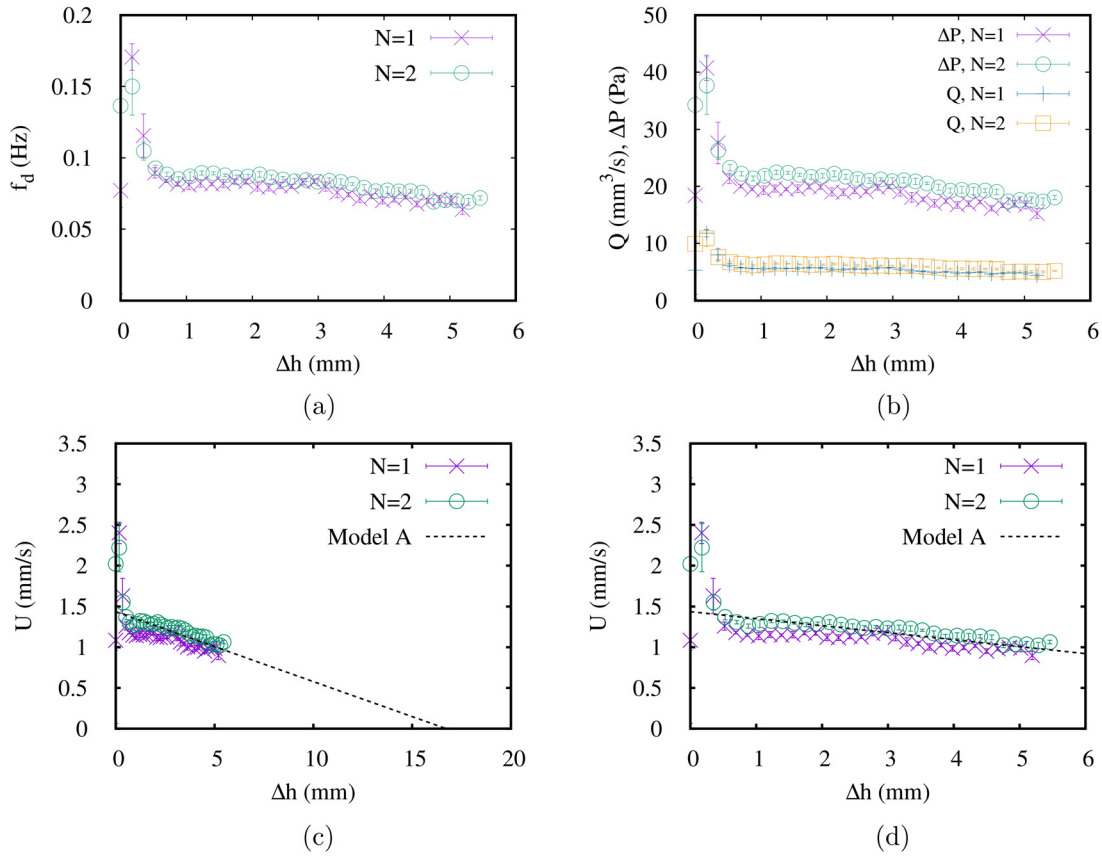 0.2
0.15
0.1
0.05
0
f_d (Hz)
N=1
N=2
0 1 2 3 4 5 6
Δh (mm)
(a)
50
40
30
20
10
0
Q (mm^3/s), ΔP (Pa)
ΔP, N=1
ΔP, N=2
Q, N=1
Q, N=2
0 1 2 3 4 5 6
Δh (mm)
(b)
3.5
3
2.5
2
1.5
1
0.5
0
U (mm/s)
N=1
N=2
Model A
0 5 10 15 20
Δh (mm)
(c)
3.5
3
2.5
2
1.5
1
0.5
0
U (mm/s)
N=1
N=2
Model A
0 1 2 3 4 5 6
Δh (mm)
(d)